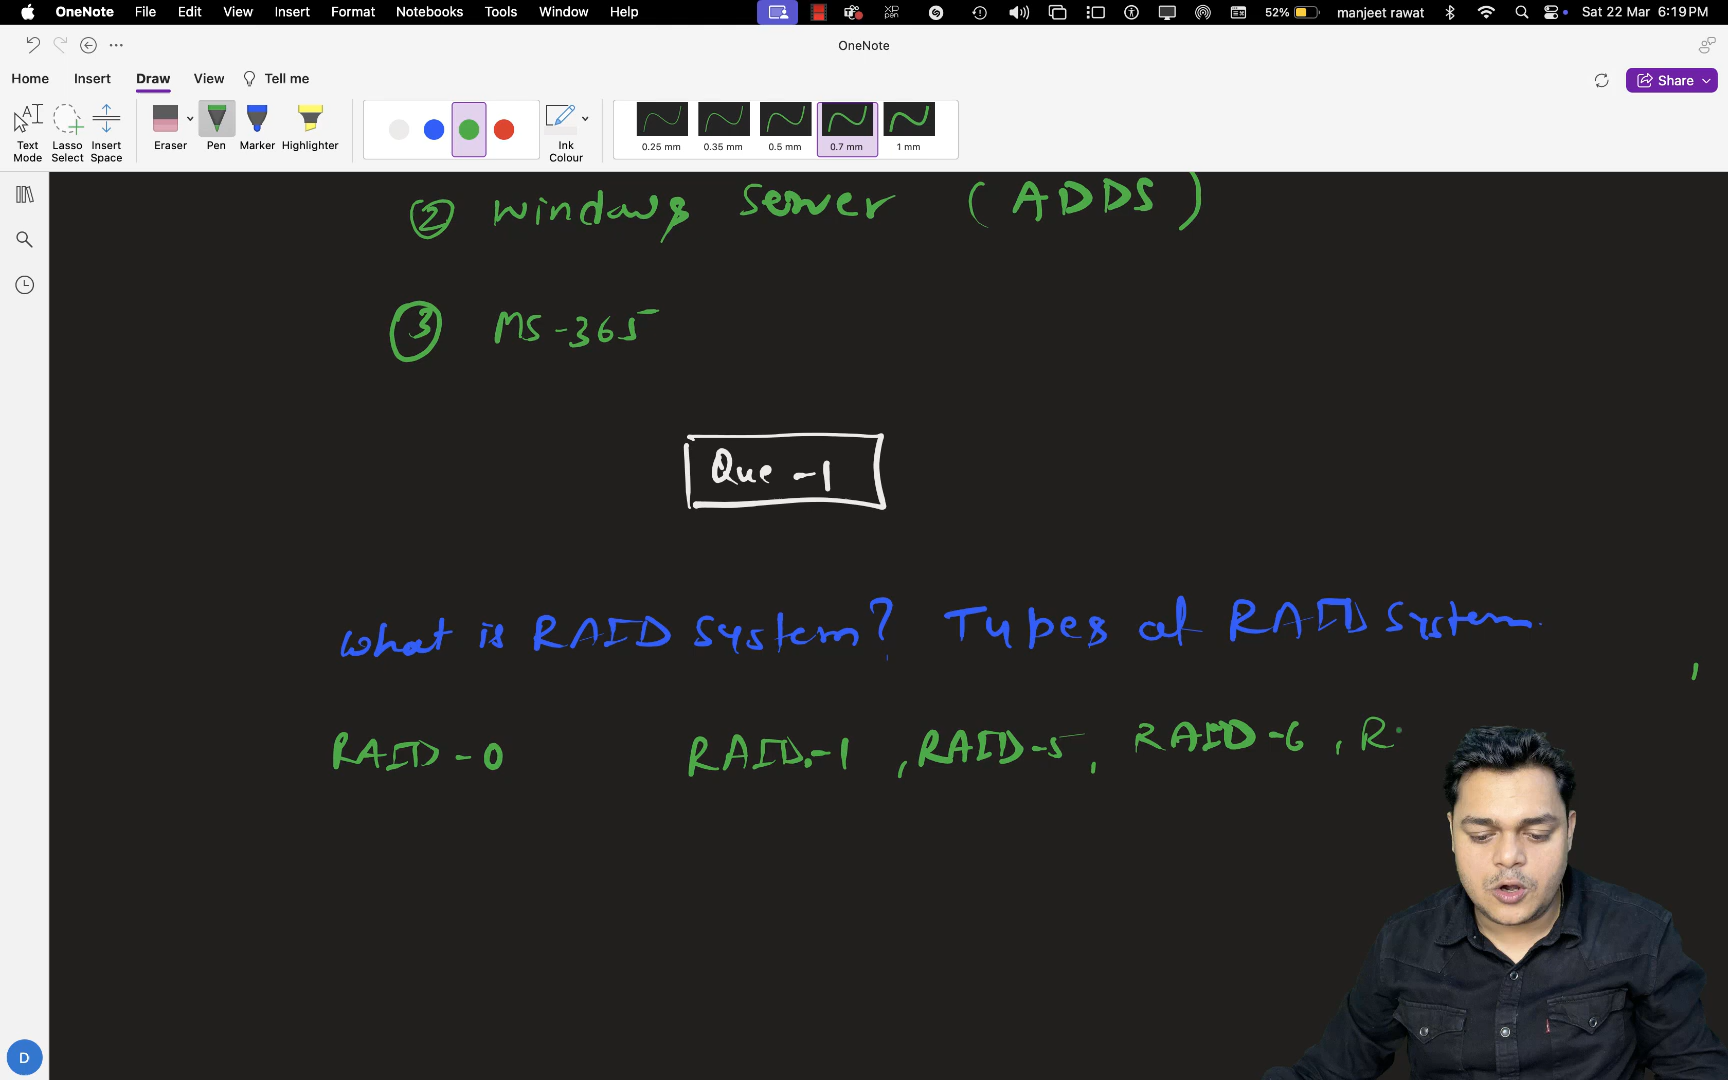 OneNote File Edit View Insert Format Notebooks Tools Window Help XP pen 52% manjeet rawat Sat 22 Mar 6:19 PM
OneNote
Home Insert Draw View Tell me Share
Text Mode Lasso Select Insert Space Eraser Pen Marker Highlighter Ink Colour 0.25 mm 0.35 mm 0.5 mm 0.7 mm 1 mm
② Windows Server (ADDS)
③ MS-365
Que -1
What is RAID System? Types of RAID System.
RAID-0 RAID-1 , RAID-5 , RAID-6 , R
D